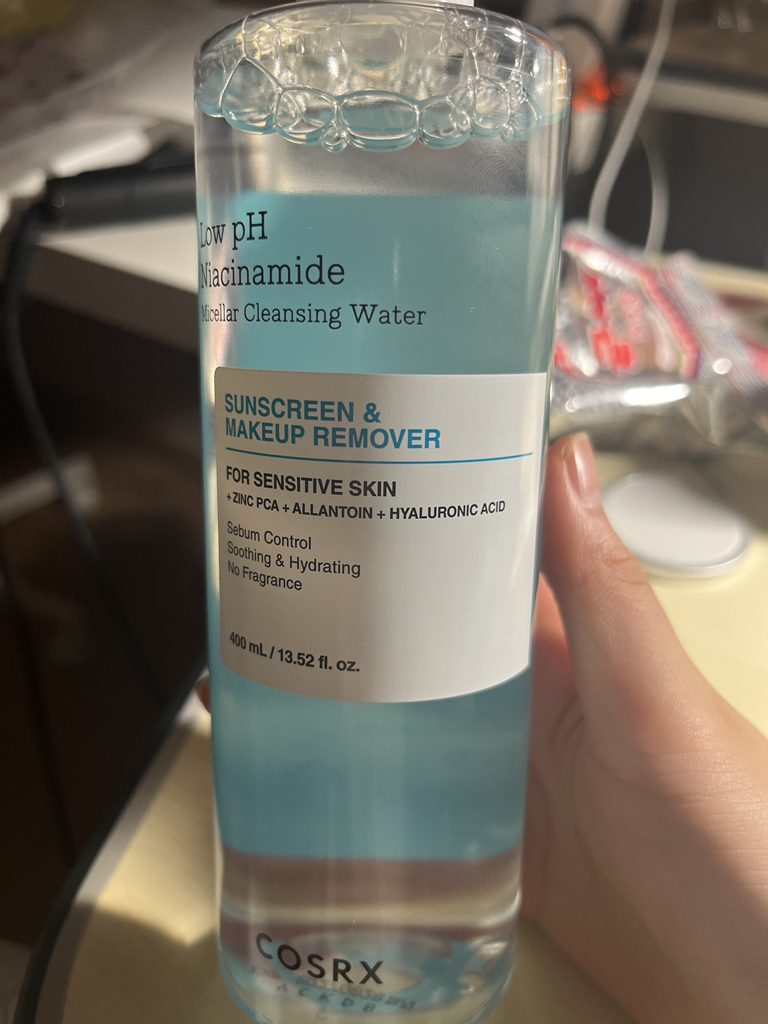 Low pH
Niacinamide
Micellar Cleansing Water
SUNSCREEN &
MAKEUP REMOVER
FOR SENSITIVE SKIN
+ ZINC PCA + ALLANTOIN + HYALURONIC ACID
Sebum Control
Soothing & Hydrating
No Fragrance
400 mL / 13.52 fl. oz.
COSRX